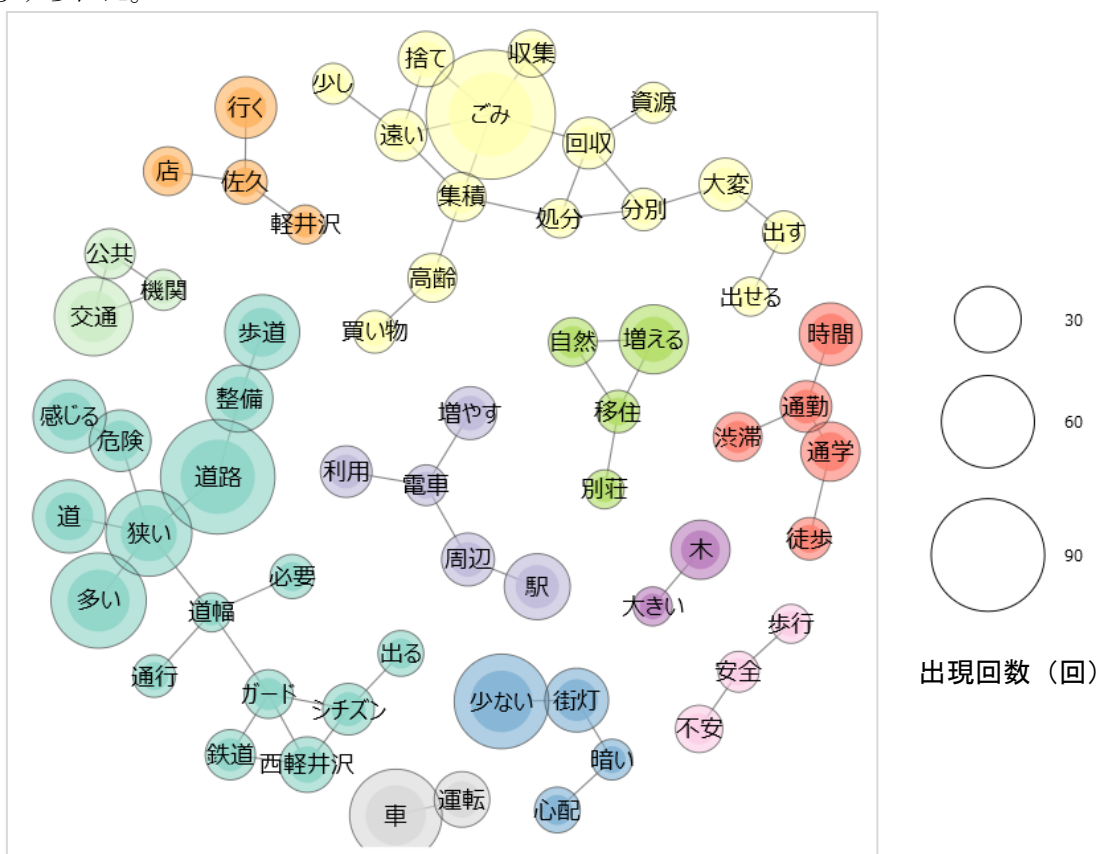 収集
捨て
少し
ごみ
資源
行く
遠い
回収
店
佐久
集積
大変
処分
分別
軽井沢
出す
公共
高齢
機関
出せる
交通
買い物
歩道
自然
増える
時間
30
整備
感じる
危険
増やす
移住
通勤
60
渋滞
通学
道路
利用
電車
別荘
道
狭い
徒歩
木
周辺
駅
90
多い
必要
道幅
大きい
歩行
出る
安全
通行
出現回数（回）
ガード
シチズン
少ない
街灯
不安
鉄道
西軽井沢
暗い
車
運転
心配